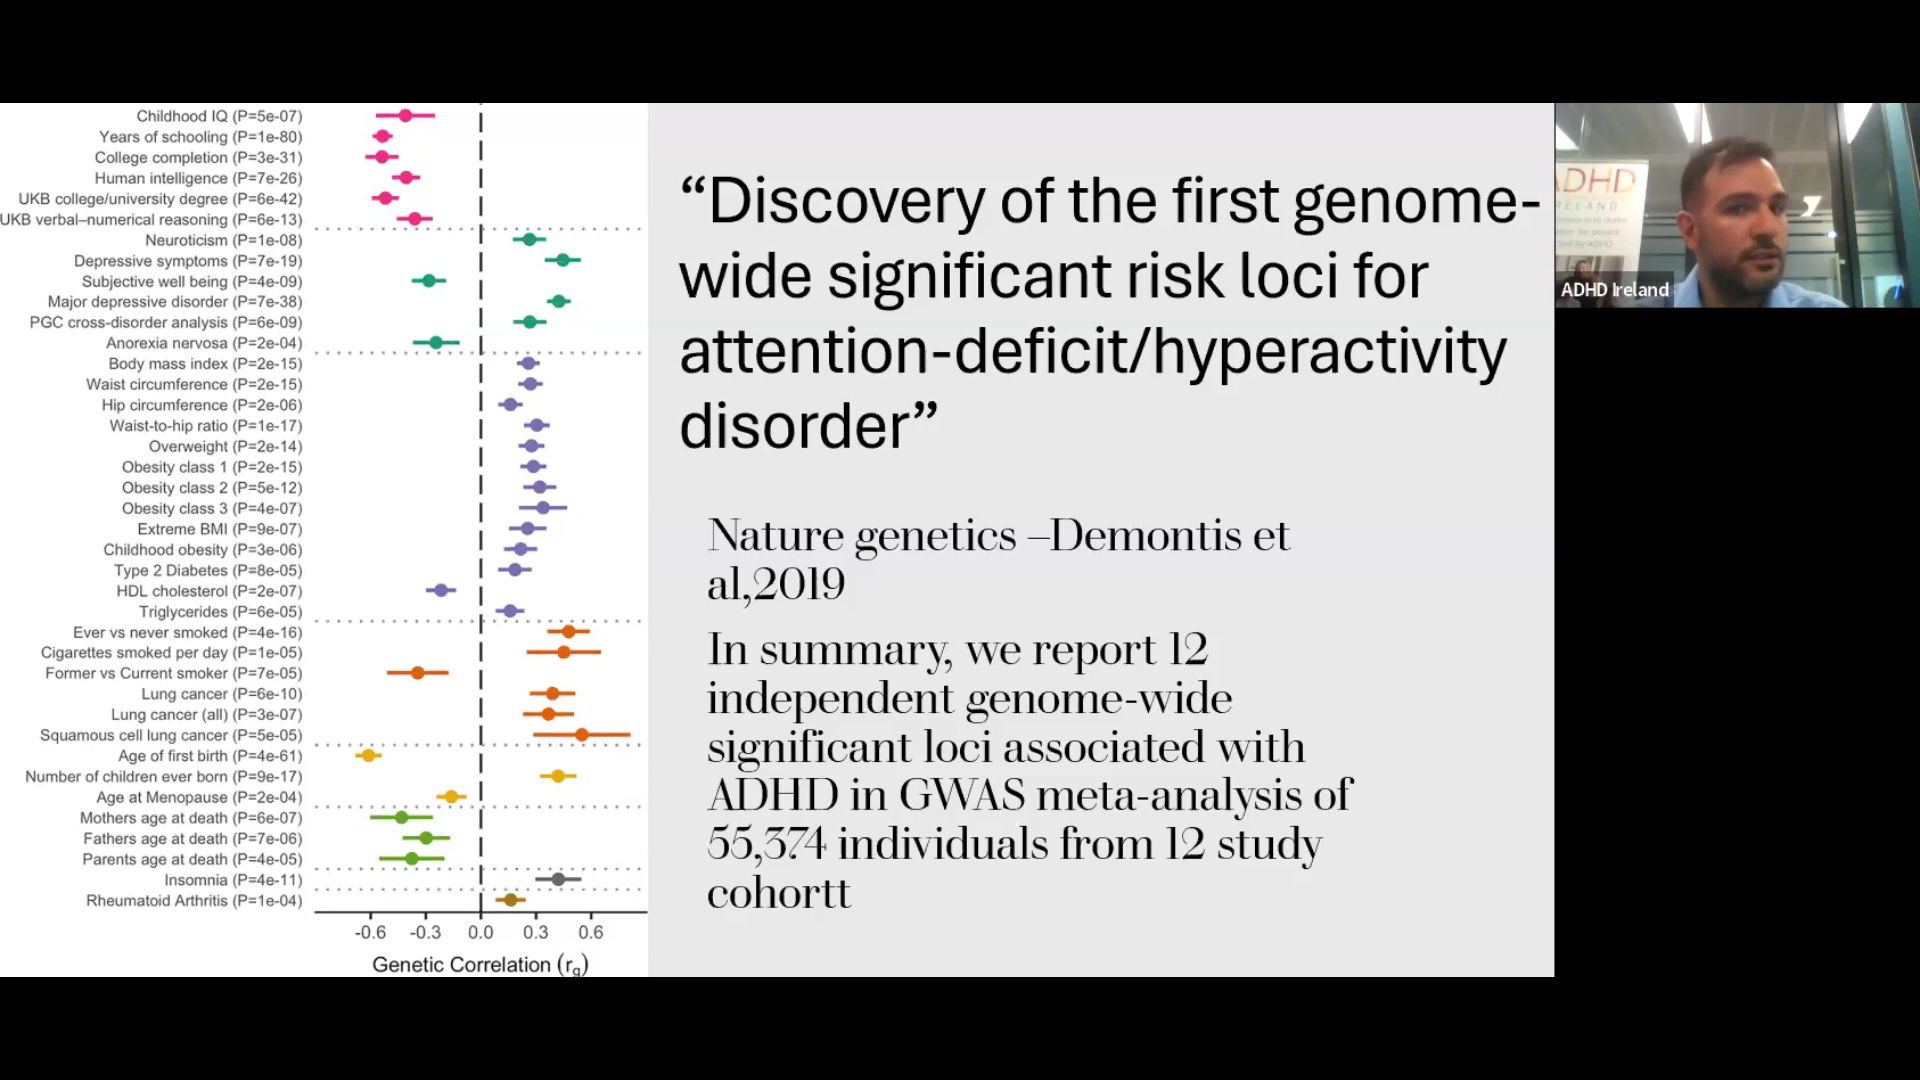 Childhood IQ (P=5e-07)
Years of schooling (P=1e-80)
College completion (P=3e-31)
Human intelligence (P=7e-26)
UKB college/university degree (P=6e-42)
UKB verbal–numerical reasoning (P=6e-13)
Neuroticism (P=1e-08)
Depressive symptoms (P=7e-19)
Subjective well being (P=4e-09)
Major depressive disorder (P=7e-38)
PGC cross-disorder analysis (P=6e-09)
Anorexia nervosa (P=2e-04)
Body mass index (P=2e-15)
Waist circumference (P=2e-15)
Hip circumference (P=2e-06)
Waist-to-hip ratio (P=1e-17)
Overweight (P=2e-14)
Obesity class 1 (P=2e-15)
Obesity class 2 (P=5e-12)
Obesity class 3 (P=4e-07)
Extreme BMI (P=9e-07)
Childhood obesity (P=3e-06)
Type 2 Diabetes (P=8e-05)
HDL cholesterol (P=2e-07)
Triglycerides (P=6e-05)
Ever vs never smoked (P=4e-16)
Cigarettes smoked per day (P=1e-05)
Former vs Current smoker (P=7e-05)
Lung cancer (P=6e-10)
Lung cancer (all) (P=3e-07)
Squamous cell lung cancer (P=5e-05)
Age of first birth (P=4e-61)
Number of children ever born (P=9e-17)
Age at Menopause (P=2e-04)
Mothers age at death (P=6e-07)
Fathers age at death (P=7e-06)
Parents age at death (P=4e-05)
Insomnia (P=4e-11)
Rheumatoid Arthritis (P=1e-04)
-0.6 -0.3 0.0 0.3 0.6
Genetic Correlation (rg)
“Discovery of the first genome-
wide significant risk loci for
attention-deficit/hyperactivity
disorder”
Nature genetics –Demontis et
al,2019
In summary, we report 12
independent genome-wide
significant loci associated with
ADHD in GWAS meta-analysis of
55,374 individuals from 12 study
cohortt
ADHD
ADHD Ireland